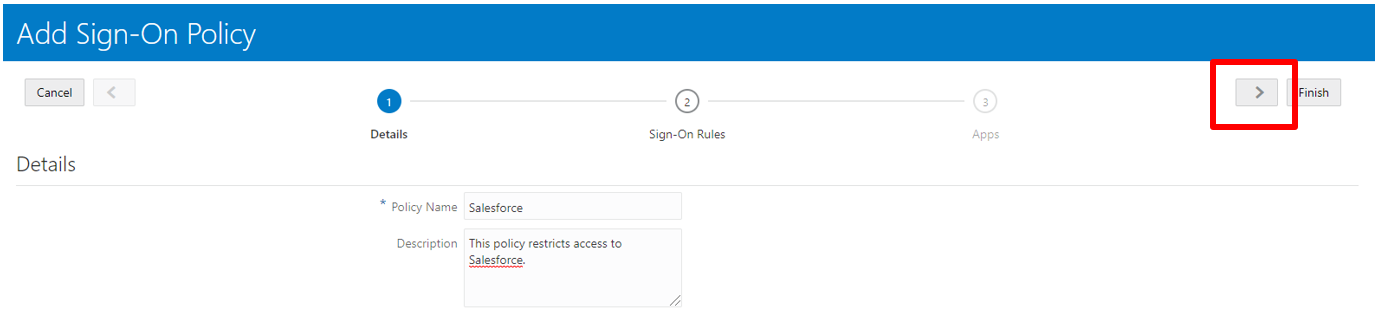 Add Sign-On Policy
Cancel
Finish
1
2
3
Details
Sign-On Rules
Apps
Details
* Policy Name
Salesforce
Description
This policy restricts access to
Salesforce.